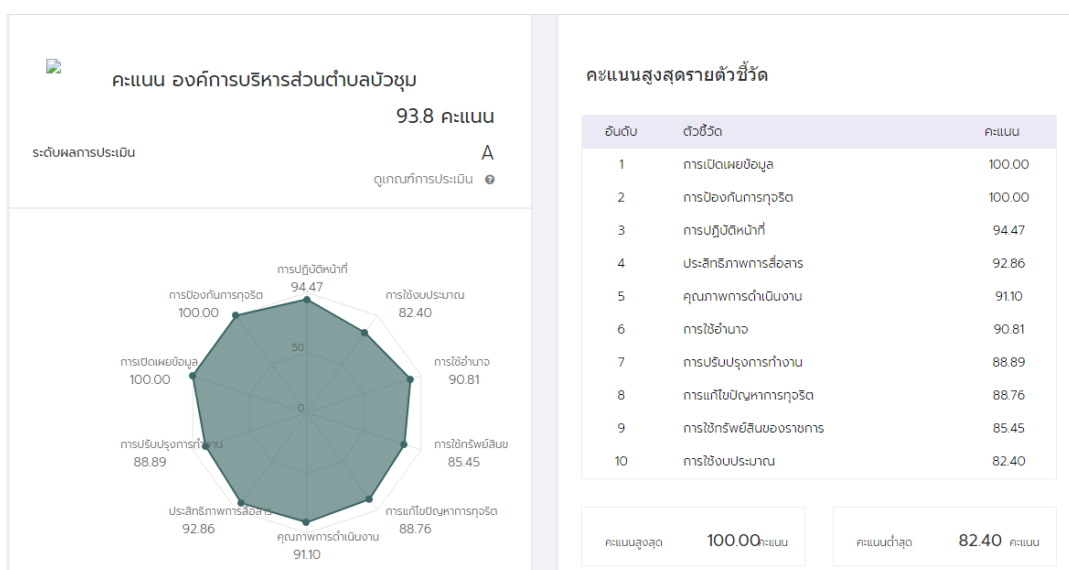 คะแนน องค์การบริหารส่วนตำบลบัวชุม
93.8 คะแนน
ระดับผลการประเมิน
A
ดูเกณฑ์การประเมิน
การปฏิบัติหน้าที่
94.47
การใช้งบประมาณ
82.40
การใช้อำนาจ
90.81
การใช้ทรัพย์สินข
85.45
การแก้ไขปัญหาการทุจริต
88.76
คุณภาพการดำเนินงาน
91.10
ประสิทธิภาพการสื่อสาร
92.86
การปรับปรุงการทำงาน
88.89
การเปิดเผยข้อมูล
100.00
การป้องกันการทุจริต
100.00
50
0
คะแนนสูงสุดรายตัวชี้วัด
อันดับ ตัวชี้วัด คะแนน
1 การเปิดเผยข้อมูล 100.00
2 การป้องกันการทุจริต 100.00
3 การปฏิบัติหน้าที่ 94.47
4 ประสิทธิภาพการสื่อสาร 92.86
5 คุณภาพการดำเนินงาน 91.10
6 การใช้อำนาจ 90.81
7 การปรับปรุงการทำงาน 88.89
8 การแก้ไขปัญหาการทุจริต 88.76
9 การใช้ทรัพย์สินของราชการ 85.45
10 การใช้งบประมาณ 82.40
คะแนนสูงสุด 100.00 คะแนน
คะแนนต่ำสุด 82.40 คะแนน